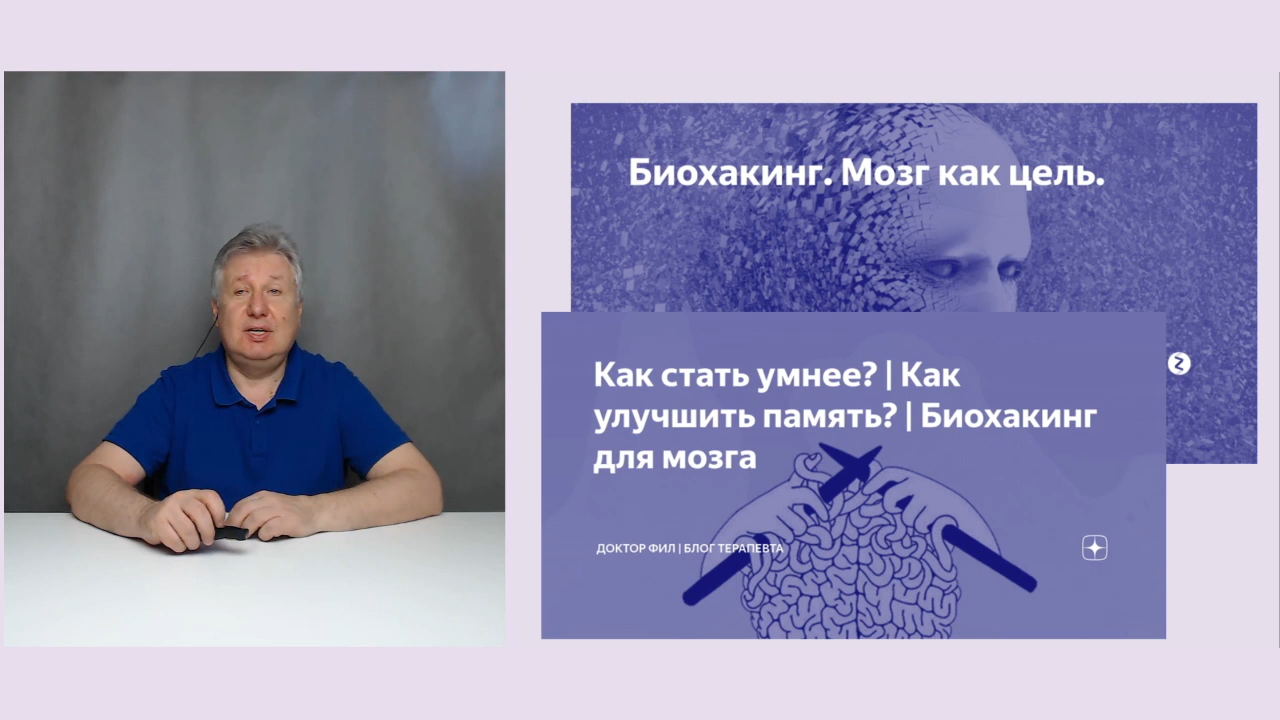 Биохакинг. Мозг как цель.
Как стать умнее? | Как
улучшить память? | Биохакинг
для мозга
ДОКТОР ФИЛ | БЛОГ ТЕРАПЕВТА